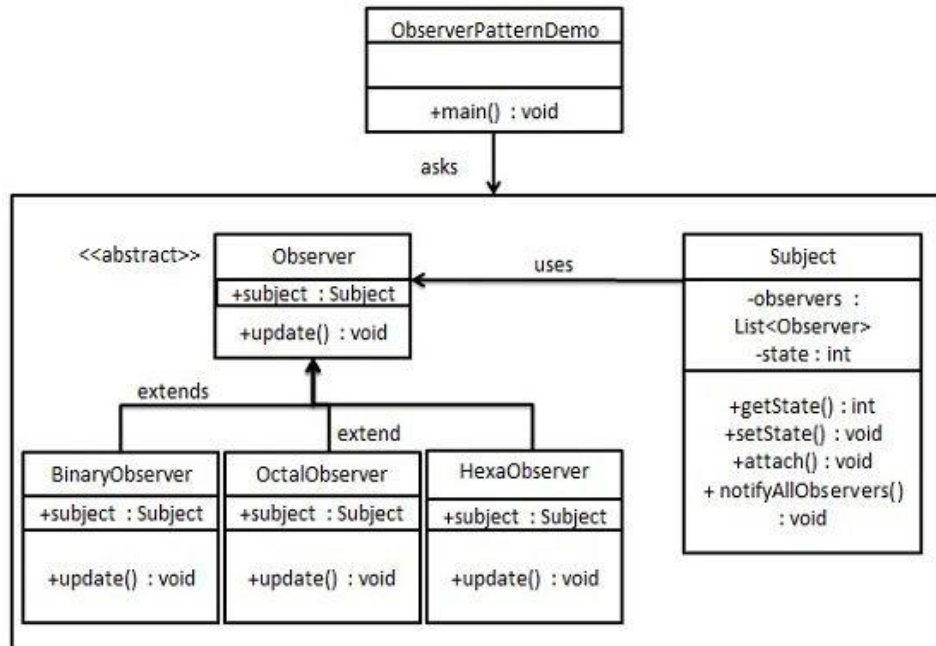 ObserverPatternDemo
+main() : void
asks
<<abstract>>
Observer
+subject : Subject
+update() : void
uses
Subject
-observers :
List<Observer>
-state : int
+getState() : int
+setState() : void
+attach() : void
+ notifyAllObservers()
: void
extends
extend
BinaryObserver
+subject : Subject
+update() : void
OctalObserver
+subject : Subject
+update() : void
HexaObserver
+subject : Subject
+update() : void